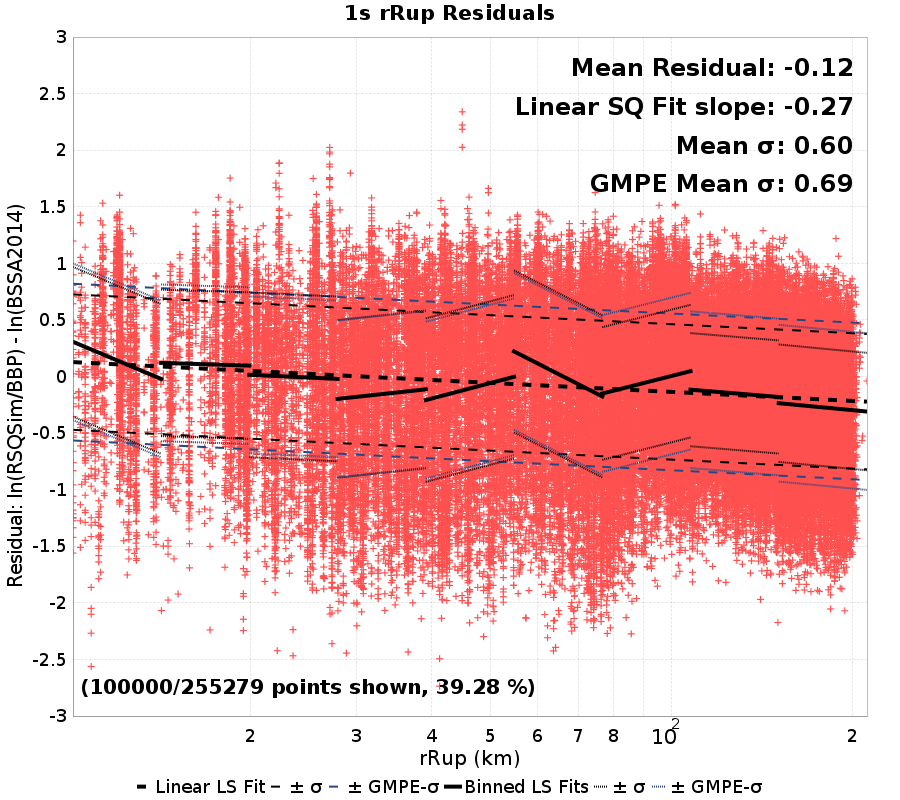 1s rRup Residuals
Mean Residual: -0.12
Linear SQ Fit slope: -0.27
Mean σ: 0.60
GMPE Mean σ: 0.69
Residual: ln(RSQSim/BBP) - ln(BSSA2014)
3
2.5
2
1.5
1
0.5
0
-0.5
-1
-1.5
-2
-2.5
-3
(100000/255279 points shown, 39.28 %)
2 3 4 5 6 7 8 10² 2
rRup (km)
Linear LS Fit ± σ ± GMPE-σ Binned LS Fits ± σ ± GMPE-σ